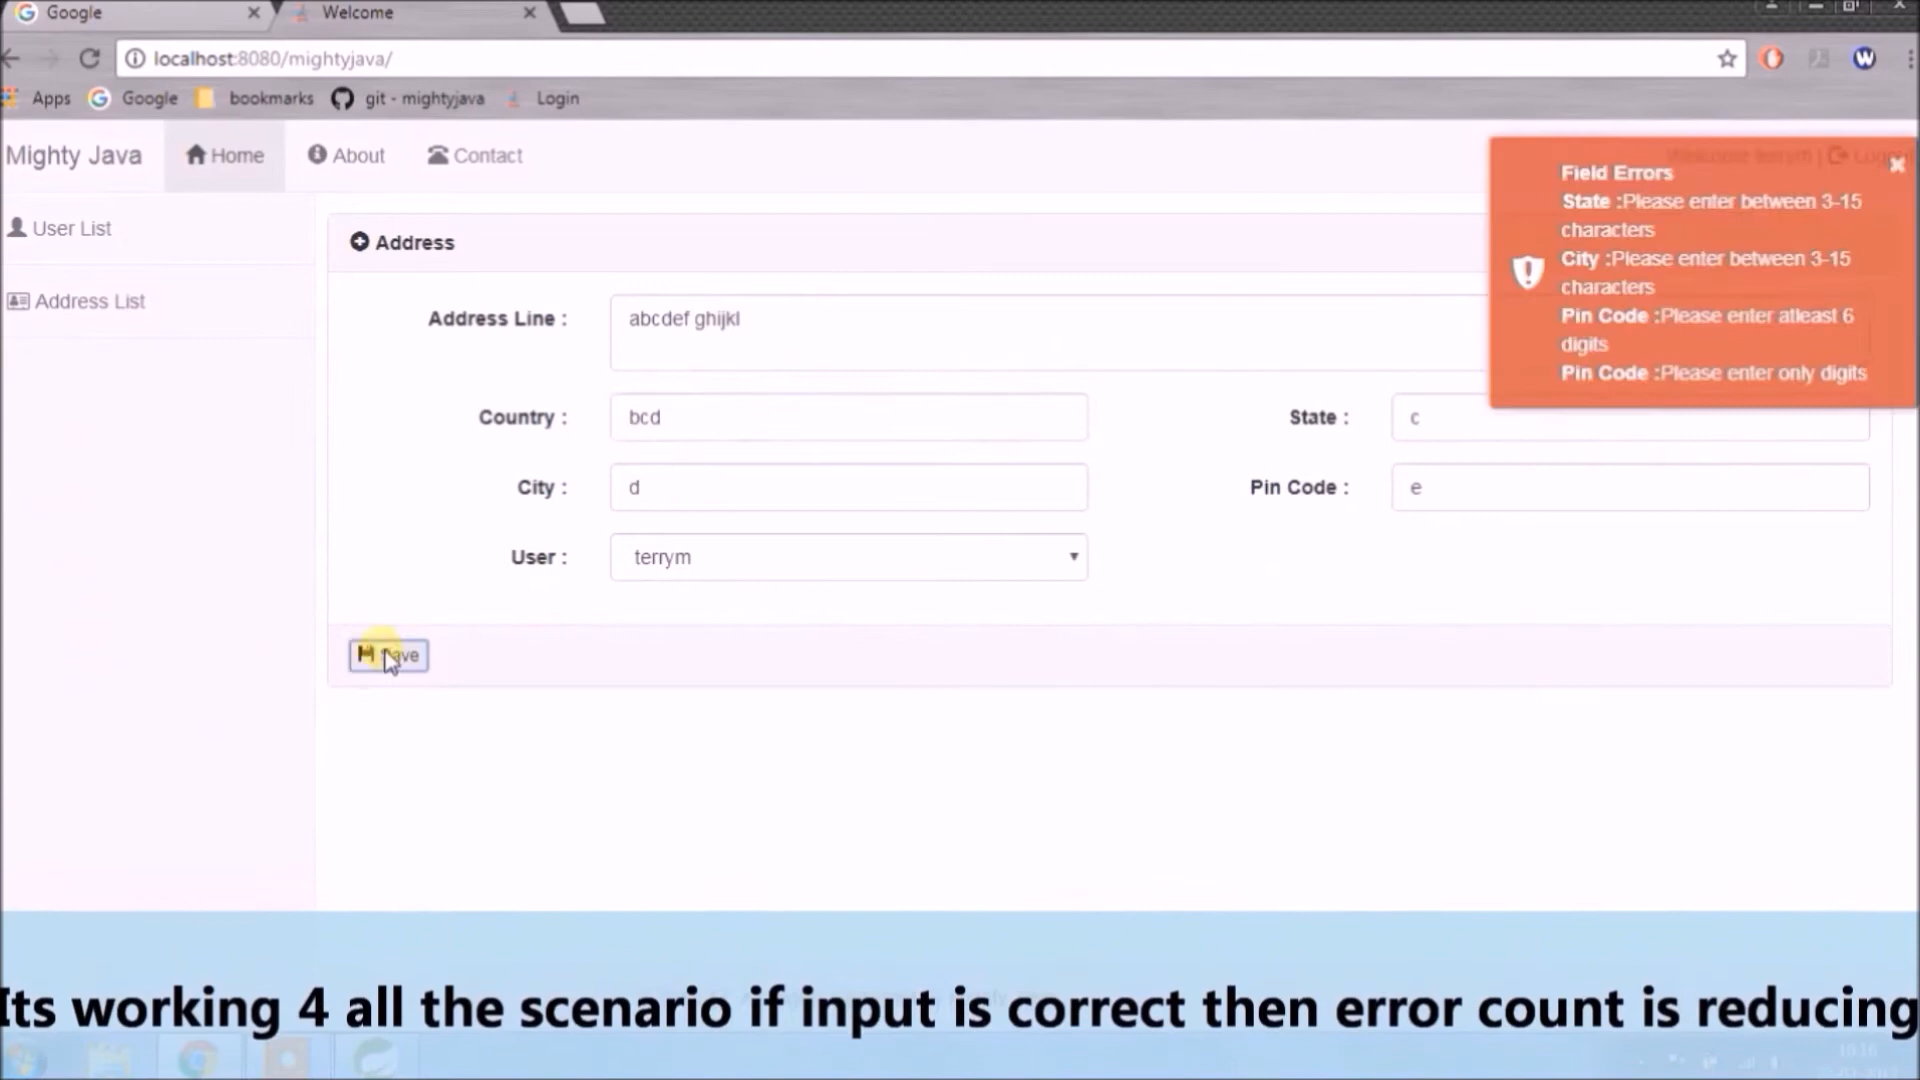 Google
Welcome
localhost:8080/mightyjava/
Apps
Google
bookmarks
git - mightyjava
Login
Mighty Java
Home
About
Contact
Field Errors
State :Please enter between 3-15
characters
City :Please enter between 3-15
characters
Pin Code :Please enter atleast 6
digits
Pin Code :Please enter only digits
User List
Address List
Address
Address Line :
abcdef ghijkl
Country :
bcd
State :
c
City :
d
Pin Code :
e
User :
terrym
Save
Its working 4 all the scenario if input is correct then error count is reducing